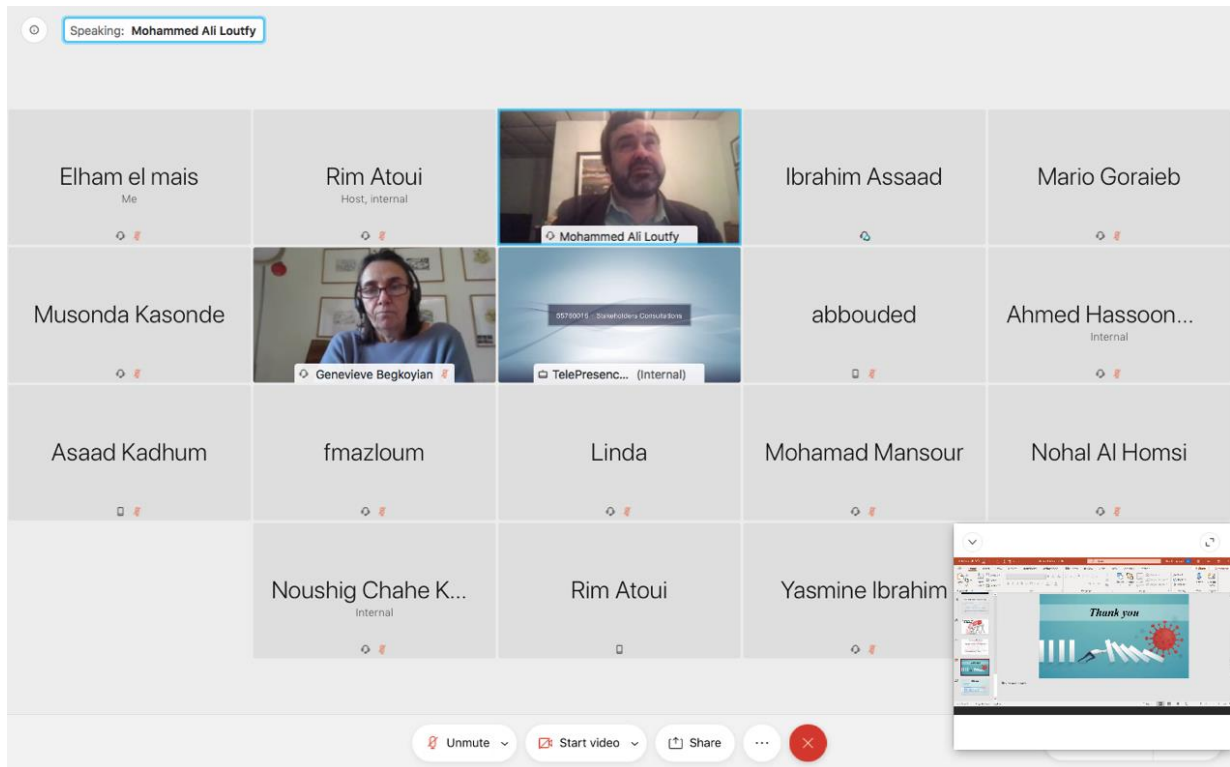 Speaking: Mohammed Ali Loutfy
Elham el mais
Me
Rim Atoui
Host, internal
Mohammed Ali Loutfy
Ibrahim Assaad
Mario Goraieb
Musonda Kasonde
Genevieve Begkoyian
Stakeholders Consultations
TelePresenc... (Internal)
abbouded
Ahmed Hassoon...
Internal
Asaad Kadhum
fmazloum
Linda
Mohamad Mansour
Nohal Al Homsi
Noushig Chahe K...
Internal
Rim Atoui
Yasmine Ibrahim
Thank you
Unmute
Start video
Share